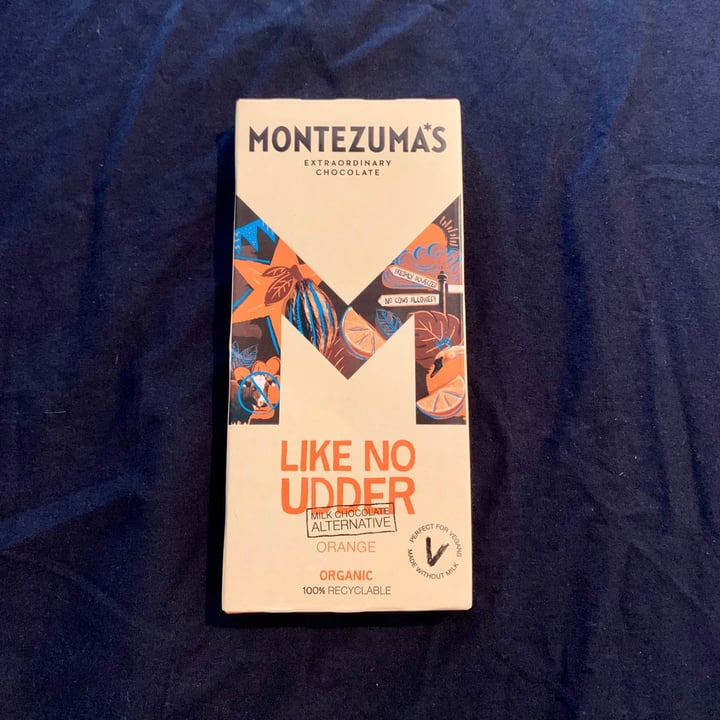 MONTEZUMA'S
EXTRAORDINARY
CHOCOLATE
FRESHLY SQUEEZED
NO COWS ALLOWED!
LIKE NO
UDDER
MILK CHOCOLATE
ALTERNATIVE
ORANGE
PERFECT FOR VEGANS
MADE WITHOUT MILK
ORGANIC
100% RECYCLABLE